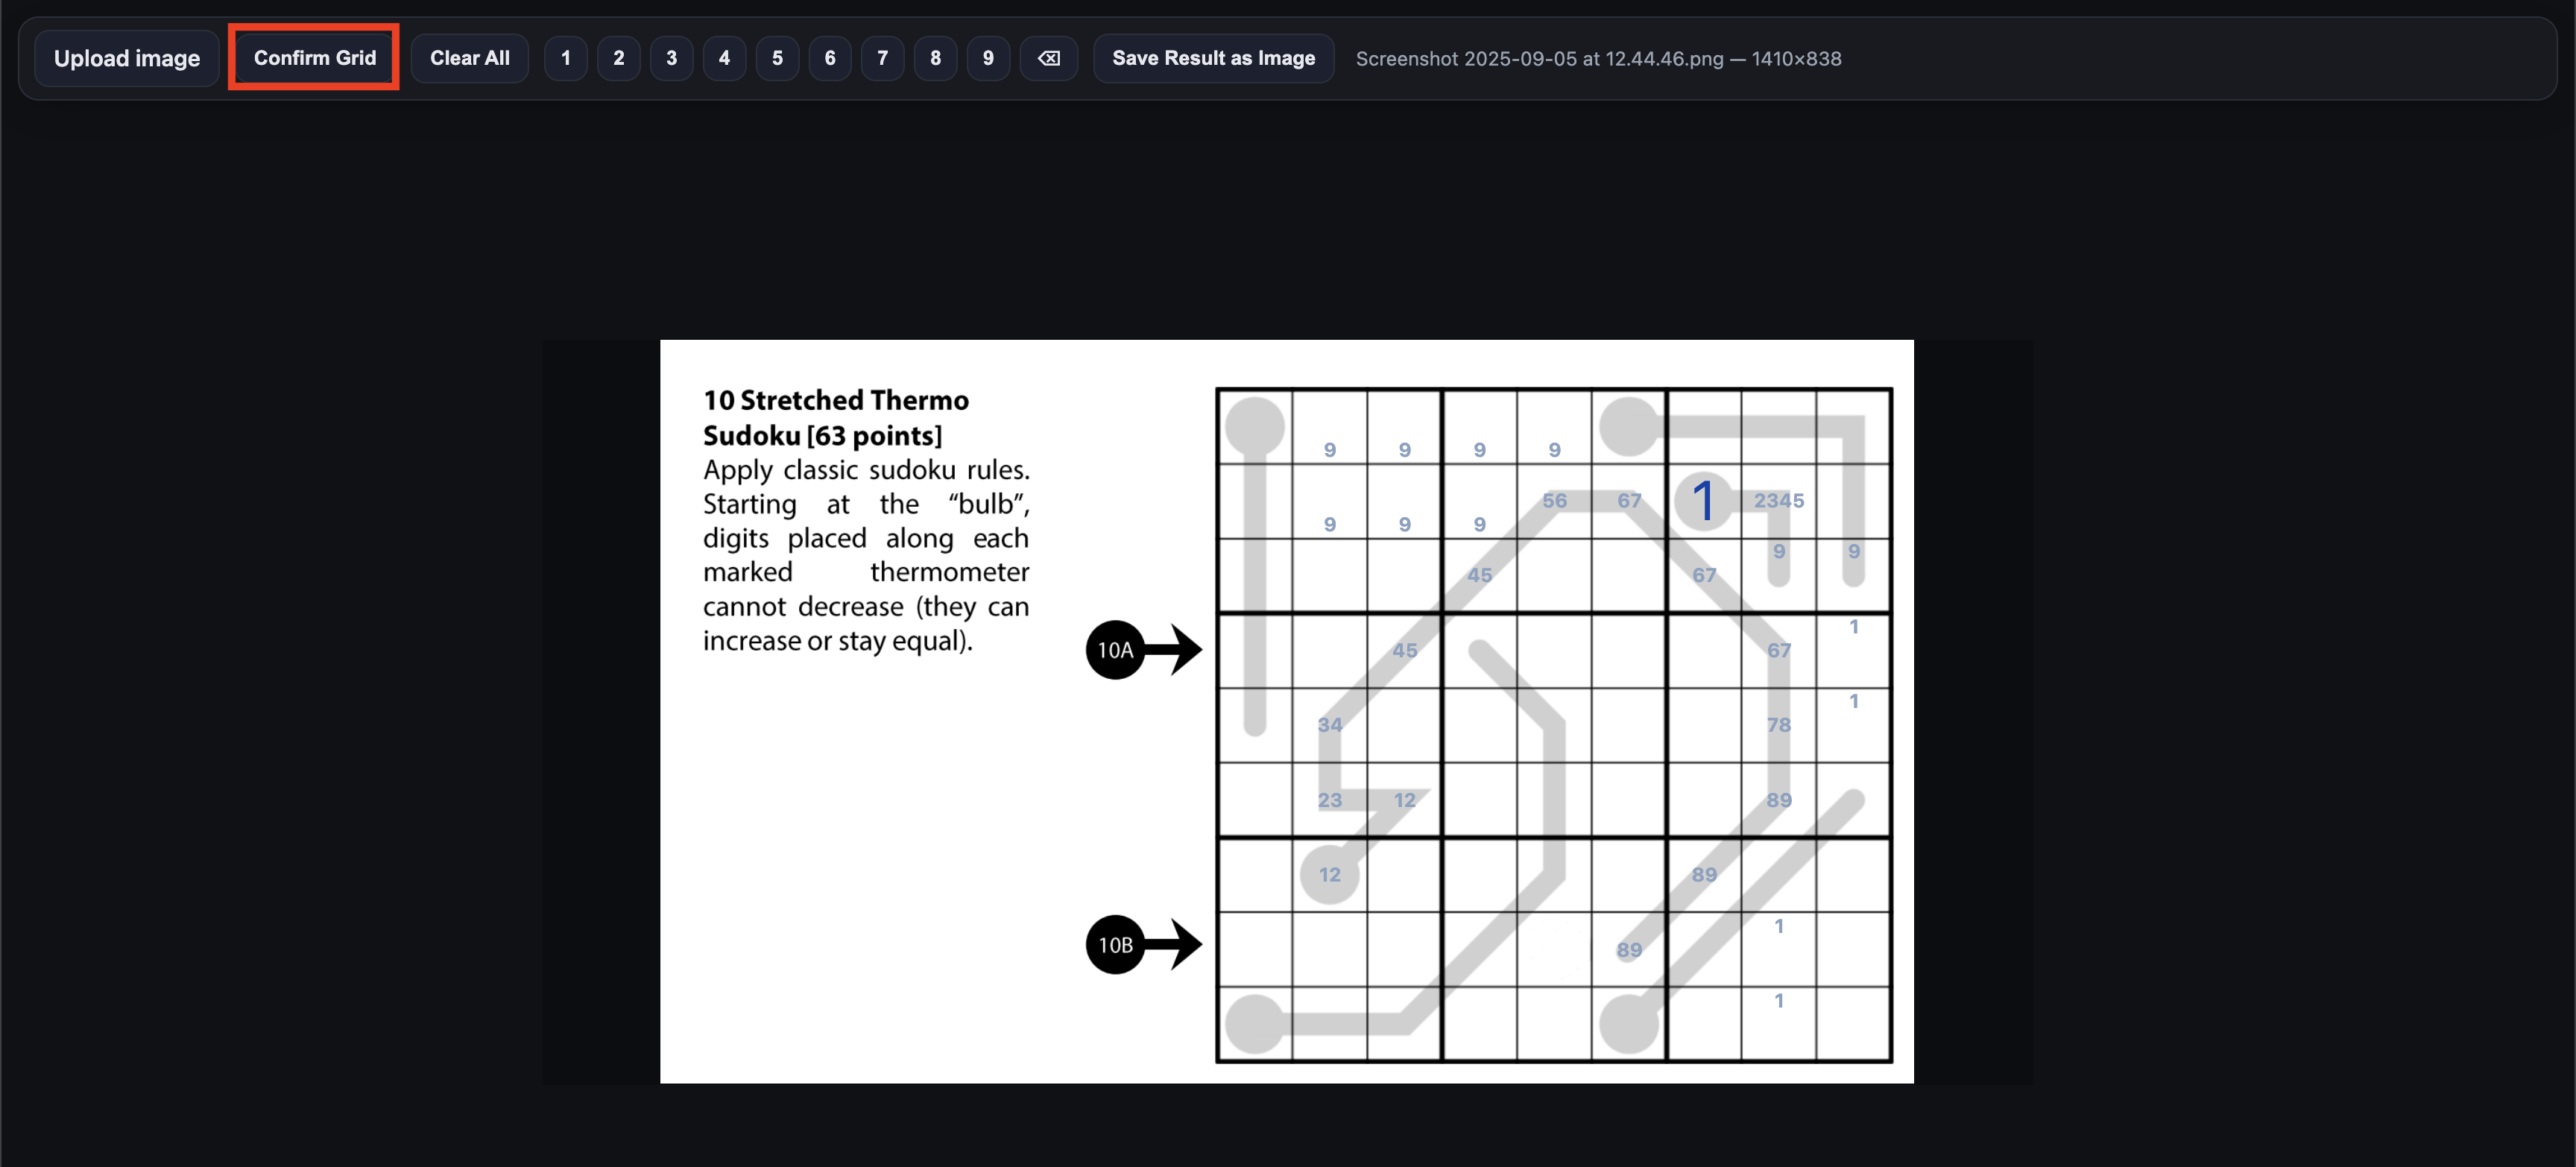 Upload image Confirm Grid Clear All 1 2 3 4 5 6 7 8 9 Save Result as Image Screenshot 2025-09-05 at 12.44.46.png — 1410×838
10 Stretched Thermo
Sudoku [63 points]
Apply classic sudoku rules.
Starting at the “bulb”,
digits placed along each
marked thermometer
cannot decrease (they can
increase or stay equal).
9 9 9 9
56 67 1 2345
9 9 9
9 9
45 67
10A
45 67 1
34 78 1
23 12 89
12 89
10B
89 1
1